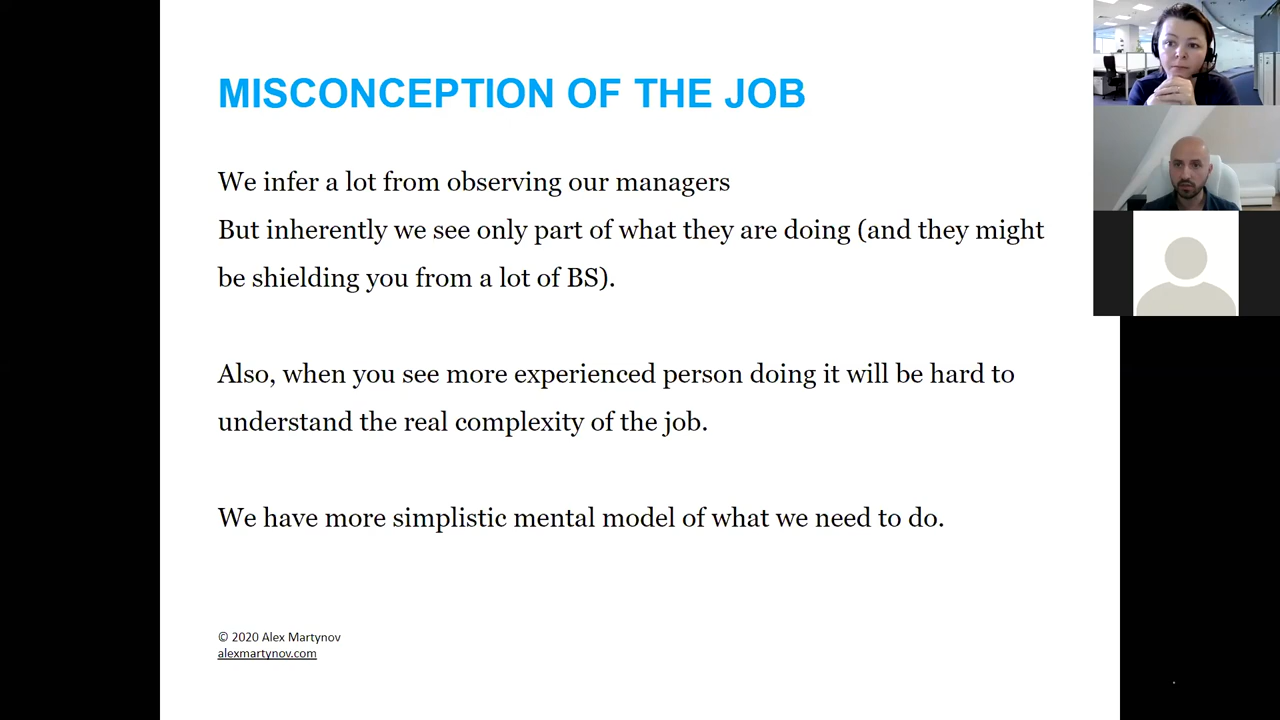 MISCONCEPTION OF THE JOB
We infer a lot from observing our managers
But inherently we see only part of what they are doing (and they might
be shielding you from a lot of BS).
Also, when you see more experienced person doing it will be hard to
understand the real complexity of the job.
We have more simplistic mental model of what we need to do.
© 2020 Alex Martynov
alexmartynov.com